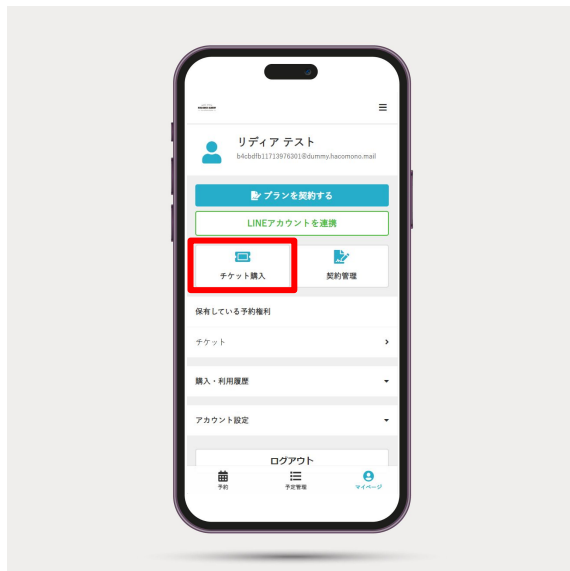 リディア テスト
b4cbdfb11713976301@dummy.hacomono.mail
プランを契約する
LINEアカウントを連携
チケット購入
契約管理
保有している予約権利
チケット
購入・利用履歴
アカウント設定
ログアウト
予約
予定管理
マイページ